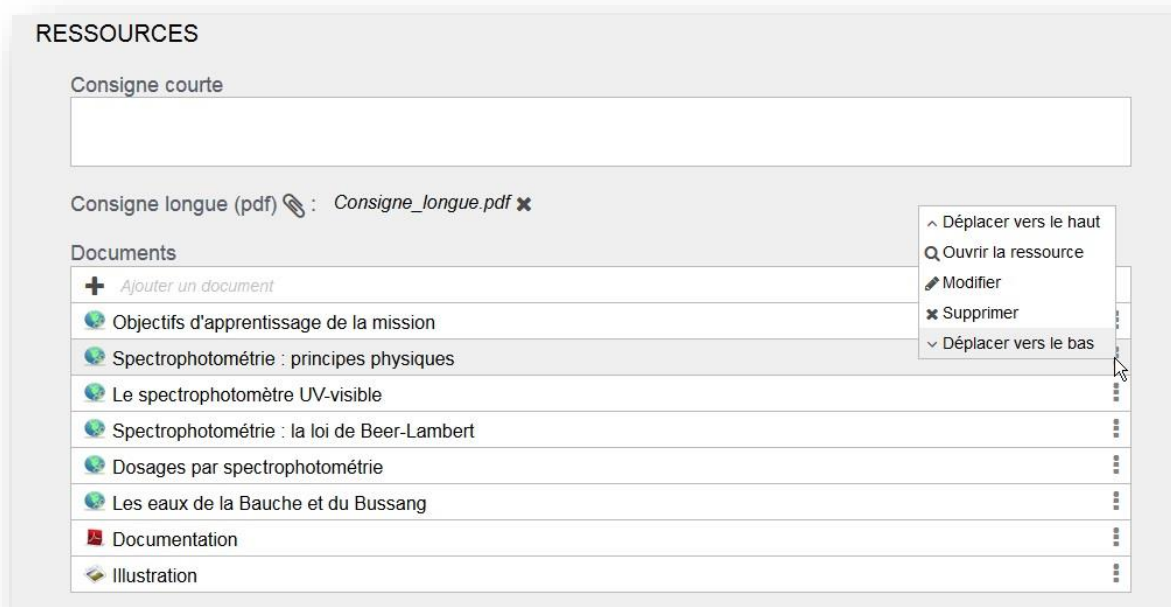 RESSOURCES
Consigne courte
Consigne longue (pdf) : Consigne_longue.pdf
Documents
Ajouter un document
Objectifs d'apprentissage de la mission
Spectrophotométrie : principes physiques
Le spectrophotomètre UV-visible
Spectrophotométrie : la loi de Beer-Lambert
Dosages par spectrophotométrie
Les eaux de la Bauche et du Bussang
Documentation
Illustration
Déplacer vers le haut
Ouvrir la ressource
Modifier
Supprimer
Déplacer vers le bas